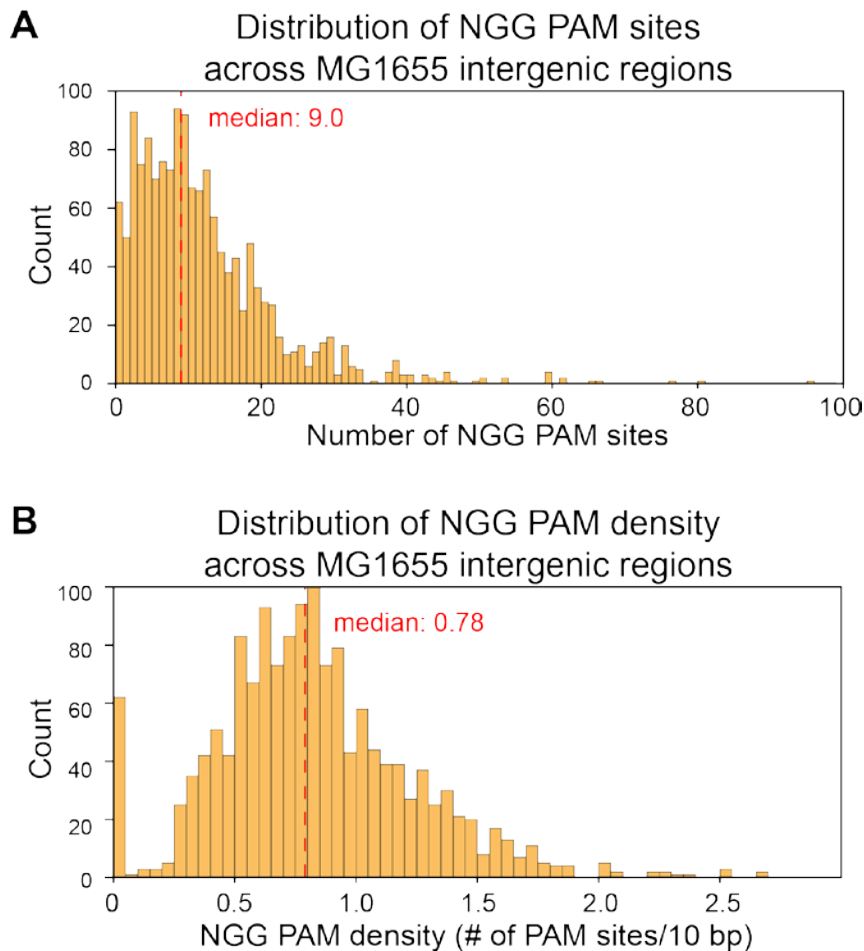 A
Distribution of NGG PAM sites
across MG1655 intergenic regions
100
80
60
40
20
0
Count
median: 9.0
0 20 40 60 80 100
Number of NGG PAM sites
B
Distribution of NGG PAM density
across MG1655 intergenic regions
100
80
60
40
20
0
Count
median: 0.78
0 0.5 1.0 1.5 2.0 2.5
NGG PAM density (# of PAM sites/10 bp)